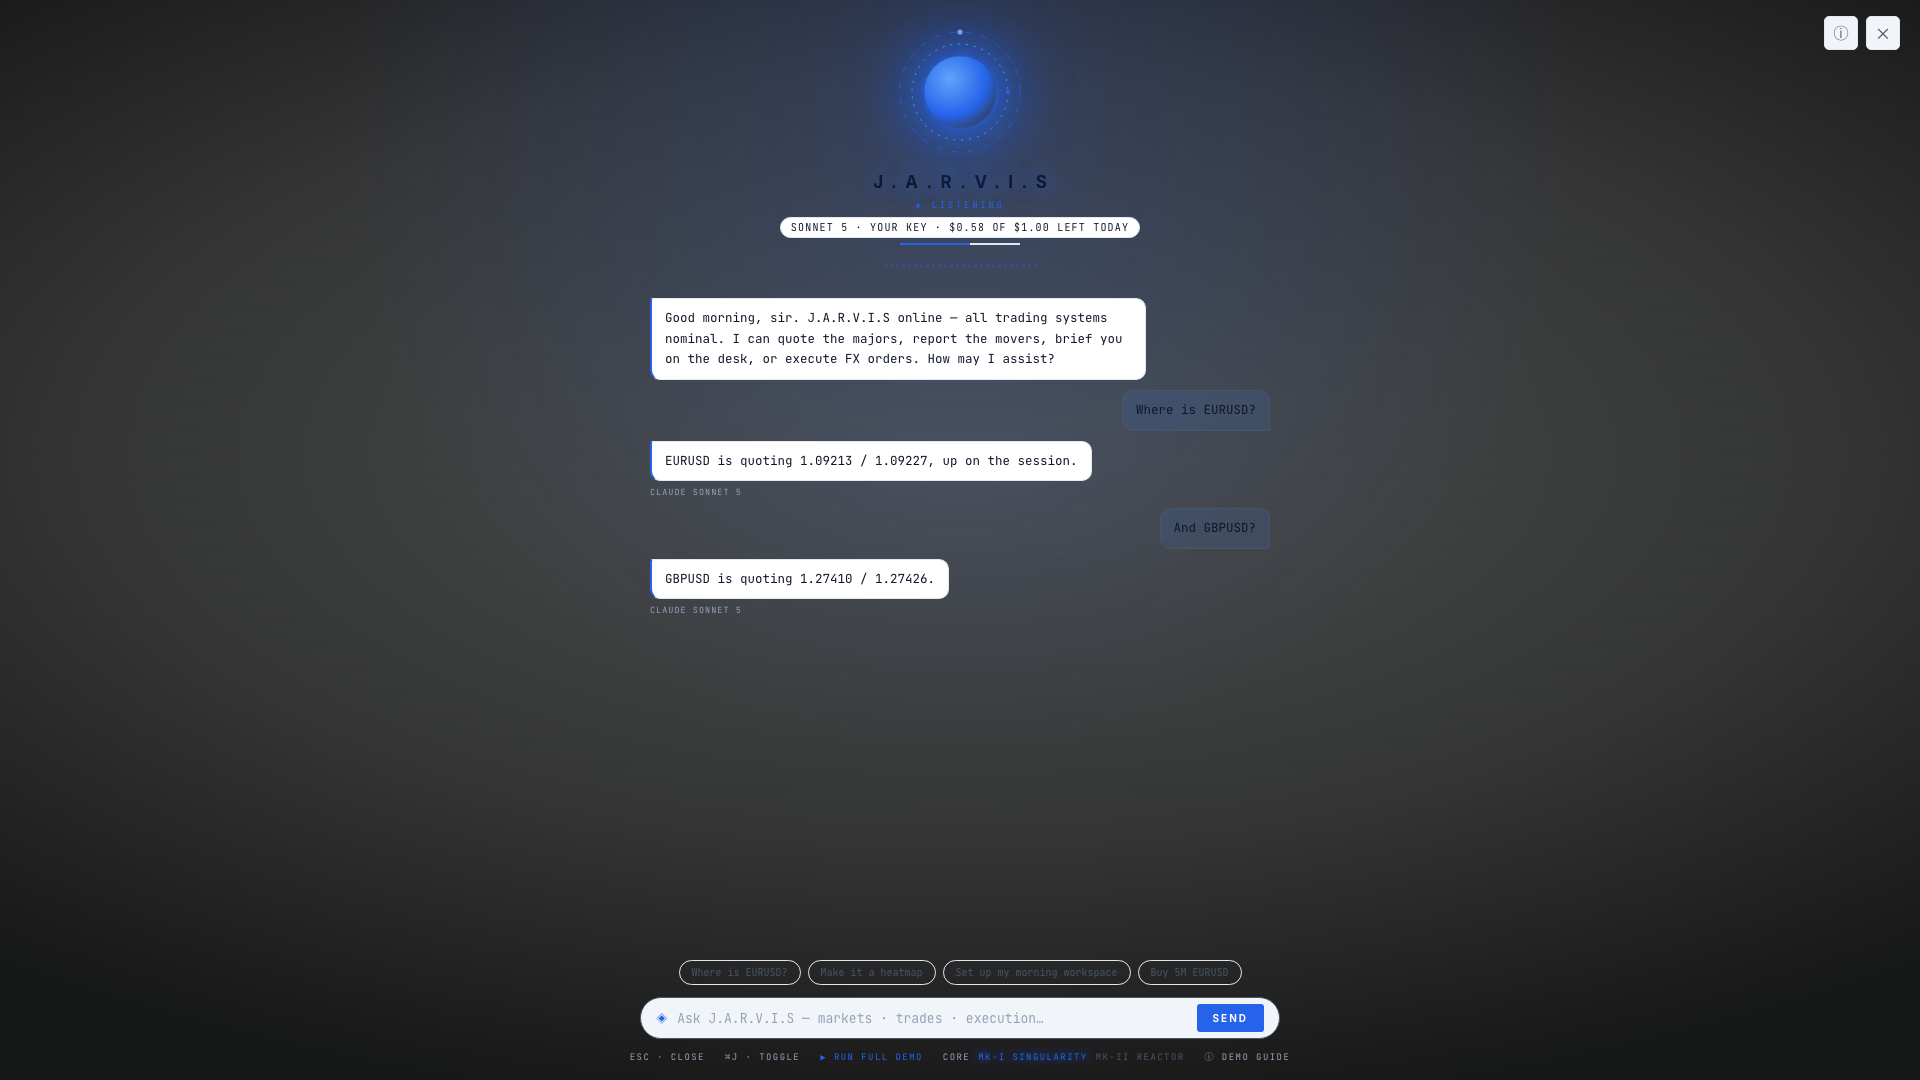 J.A.R.V.I.S
◈ LISTENING
SONNET 5 · YOUR KEY · $0.58 OF $1.00 LEFT TODAY
Good morning, sir. J.A.R.V.I.S online — all trading systems
nominal. I can quote the majors, report the movers, brief you
on the desk, or execute FX orders. How may I assist?
Where is EURUSD?
EURUSD is quoting 1.09213 / 1.09227, up on the session.
CLAUDE SONNET 5
And GBPUSD?
GBPUSD is quoting 1.27410 / 1.27426.
CLAUDE SONNET 5
Where is EURUSD? Make it a heatmap Set up my morning workspace Buy 5M EURUSD
◈ Ask J.A.R.V.I.S — markets · trades · execution… SEND
ESC · CLOSE ⌘J · TOGGLE ▶ RUN FULL DEMO CORE MK-I SINGULARITY MK-II REACTOR ⓘ DEMO GUIDE